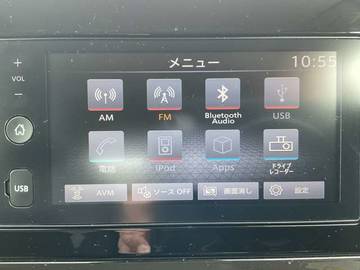 メニュー 10:55
+
VOL
−
AM FM Bluetooth Audio USB
電話 iPod Apps ドライブレコーダー
USB
AVM ソース OFF 画面消し 設定